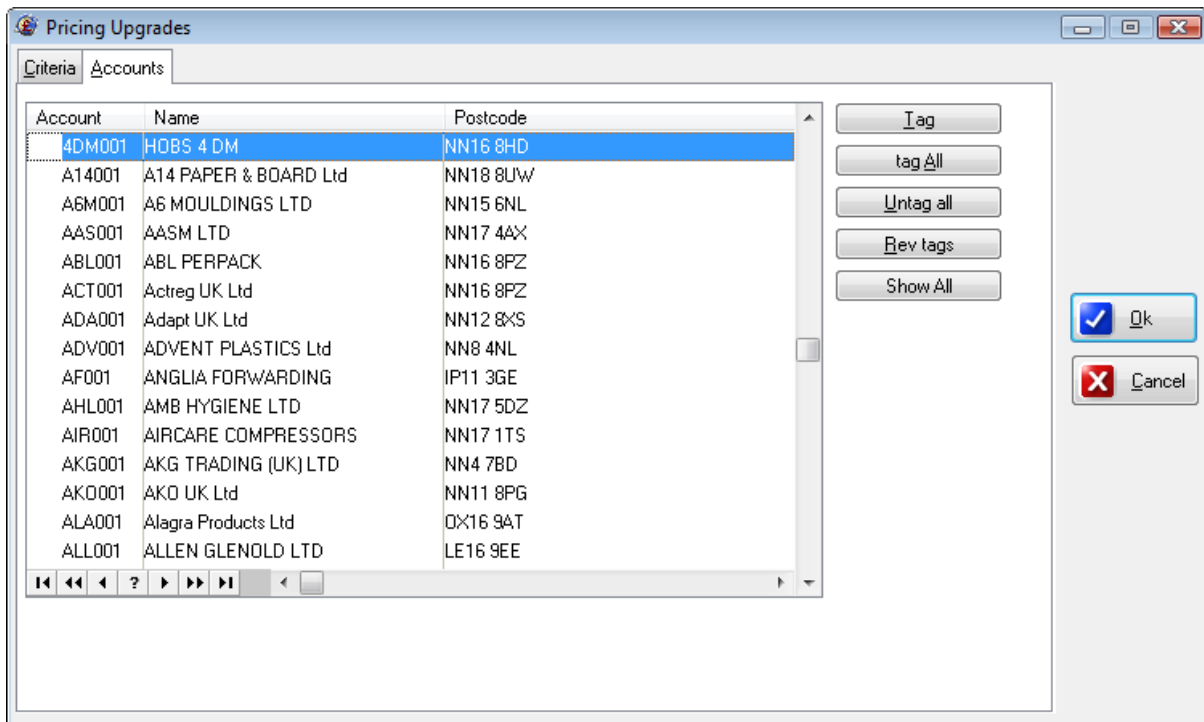 Pricing Upgrades
Criteria Accounts
Account Name Postcode
4DM001 HOBS 4 DM NN16 8HD
A14001 A14 PAPER & BOARD Ltd NN18 8UW
A6M001 A6 MOULDINGS LTD NN15 6NL
AAS001 AASM LTD NN17 4AX
ABL001 ABL PERPACK NN16 8PZ
ACT001 Actreg UK Ltd NN16 8PZ
ADA001 Adapt UK Ltd NN12 8XS
ADV001 ADVENT PLASTICS Ltd NN8 4NL
AF001 ANGLIA FORWARDING IP11 3GE
AHL001 AMB HYGIENE LTD NN17 5DZ
AIR001 AIRCARE COMPRESSORS NN17 1TS
AKG001 AKG TRADING (UK) LTD NN4 7BD
AKO001 AKO UK Ltd NN11 8PG
ALA001 Alagra Products Ltd OX16 9AT
ALL001 ALLEN GLENOLD LTD LE16 9EE
?
Tag
tag All
Untag all
Rev tags
Show All
Ok
Cancel